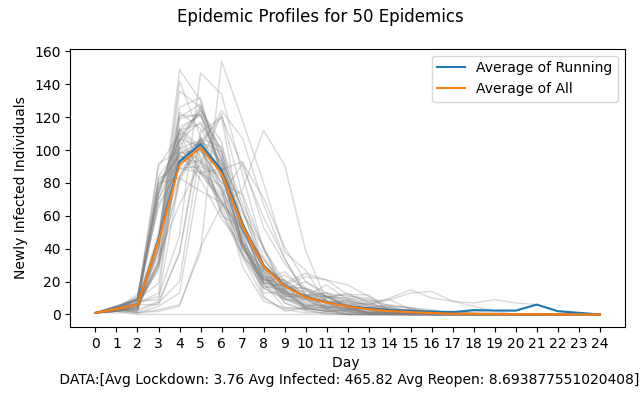 Epidemic Profiles for 50 Epidemics
160
140
120
100
80
60
40
20
0
Newly Infected Individuals
Average of Running
Average of All
0 1 2 3 4 5 6 7 8 9 10 11 12 13 14 15 16 17 18 19 20 21 22 23 24
Day
DATA:[Avg Lockdown: 3.76 Avg Infected: 465.82 Avg Reopen: 8.693877551020408]